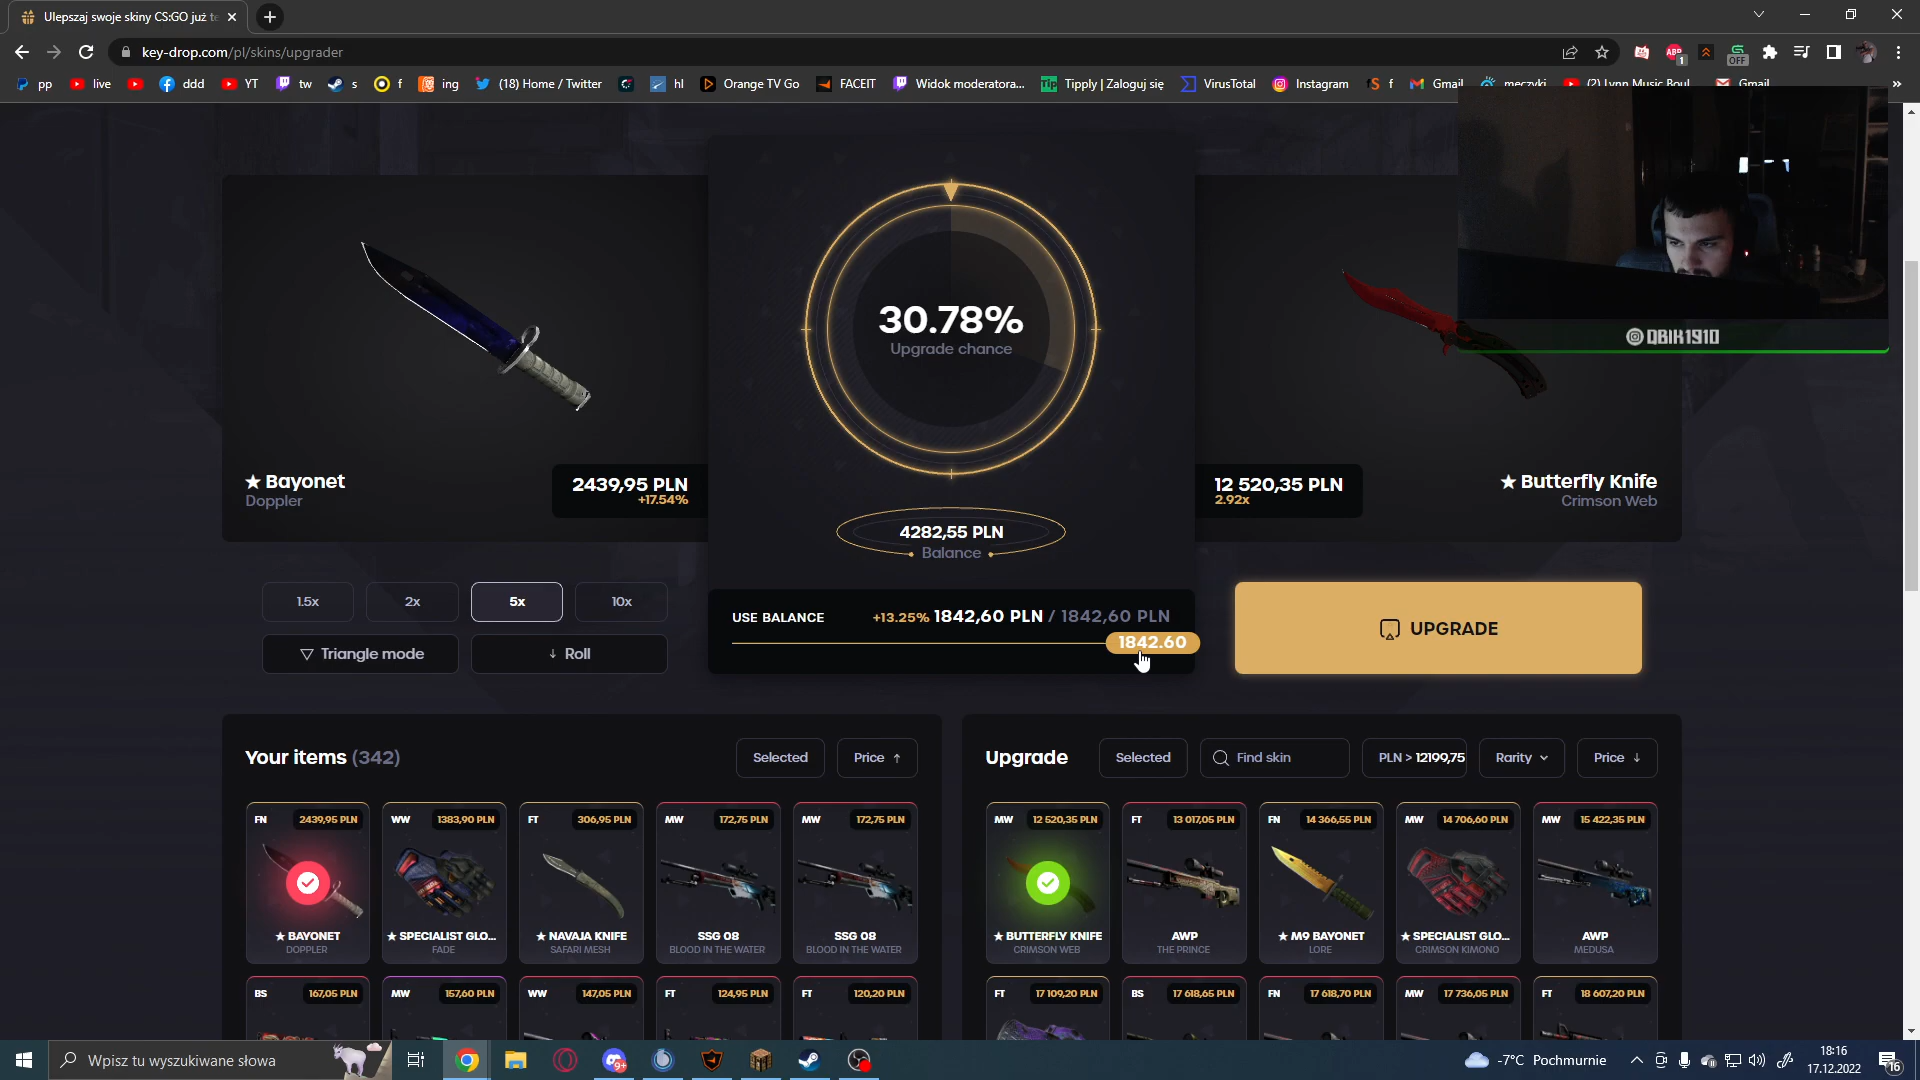 Ulepszaj swoje skiny CS:GO już te
key-drop.com/pl/skins/upgrader
ABP
1
OFF
pp
live
ddd
YT
tw
s
f
ing
(18) Home / Twitter
hl
Orange TV Go
FACEIT
Widok moderatora...
Tipply | Zaloguj się
VirusTotal
Instagram
f
Gmail
meczyki
(2) Lynn Music Boul
Gmail
QBIK1910
30.78%
Upgrade chance
★ Bayonet
Doppler
2439,95 PLN
+17.54%
12 520,35 PLN
2.92x
★ Butterfly Knife
Crimson Web
4282,55 PLN
Balance
1.5x
2x
5x
10x
Triangle mode
↓ Roll
USE BALANCE
+13.25% 1842,60 PLN / 1842,60 PLN
1842.60
UPGRADE
Your items (342)
Selected
Price ↑
Upgrade
Selected
Find skin
PLN > 12199,75
Rarity
Price ↓
FN 2439,95 PLN
★ BAYONET
DOPPLER
WW 1383,90 PLN
★ SPECIALIST GLO...
FADE
FT 306,95 PLN
★ NAVAJA KNIFE
SAFARI MESH
MW 172,75 PLN
SSG 08
BLOOD IN THE WATER
MW 172,75 PLN
SSG 08
BLOOD IN THE WATER
MW 12 520,35 PLN
★ BUTTERFLY KNIFE
CRIMSON WEB
FT 13 017,05 PLN
AWP
THE PRINCE
FN 14 366,55 PLN
★ M9 BAYONET
LORE
MW 14 706,60 PLN
★ SPECIALIST GLO...
CRIMSON KIMONO
MW 15 422,35 PLN
AWP
MEDUSA
BS 167,05 PLN
MW 157,60 PLN
WW 147,05 PLN
FT 124,95 PLN
FT 120,20 PLN
FT 17 109,20 PLN
BS 17 618,65 PLN
FN 17 618,70 PLN
MW 17 736,05 PLN
FT 18 607,20 PLN
Wpisz tu wyszukiwane słowa
9+
-7°C Pochmurnie
18:16
17.12.2022
16